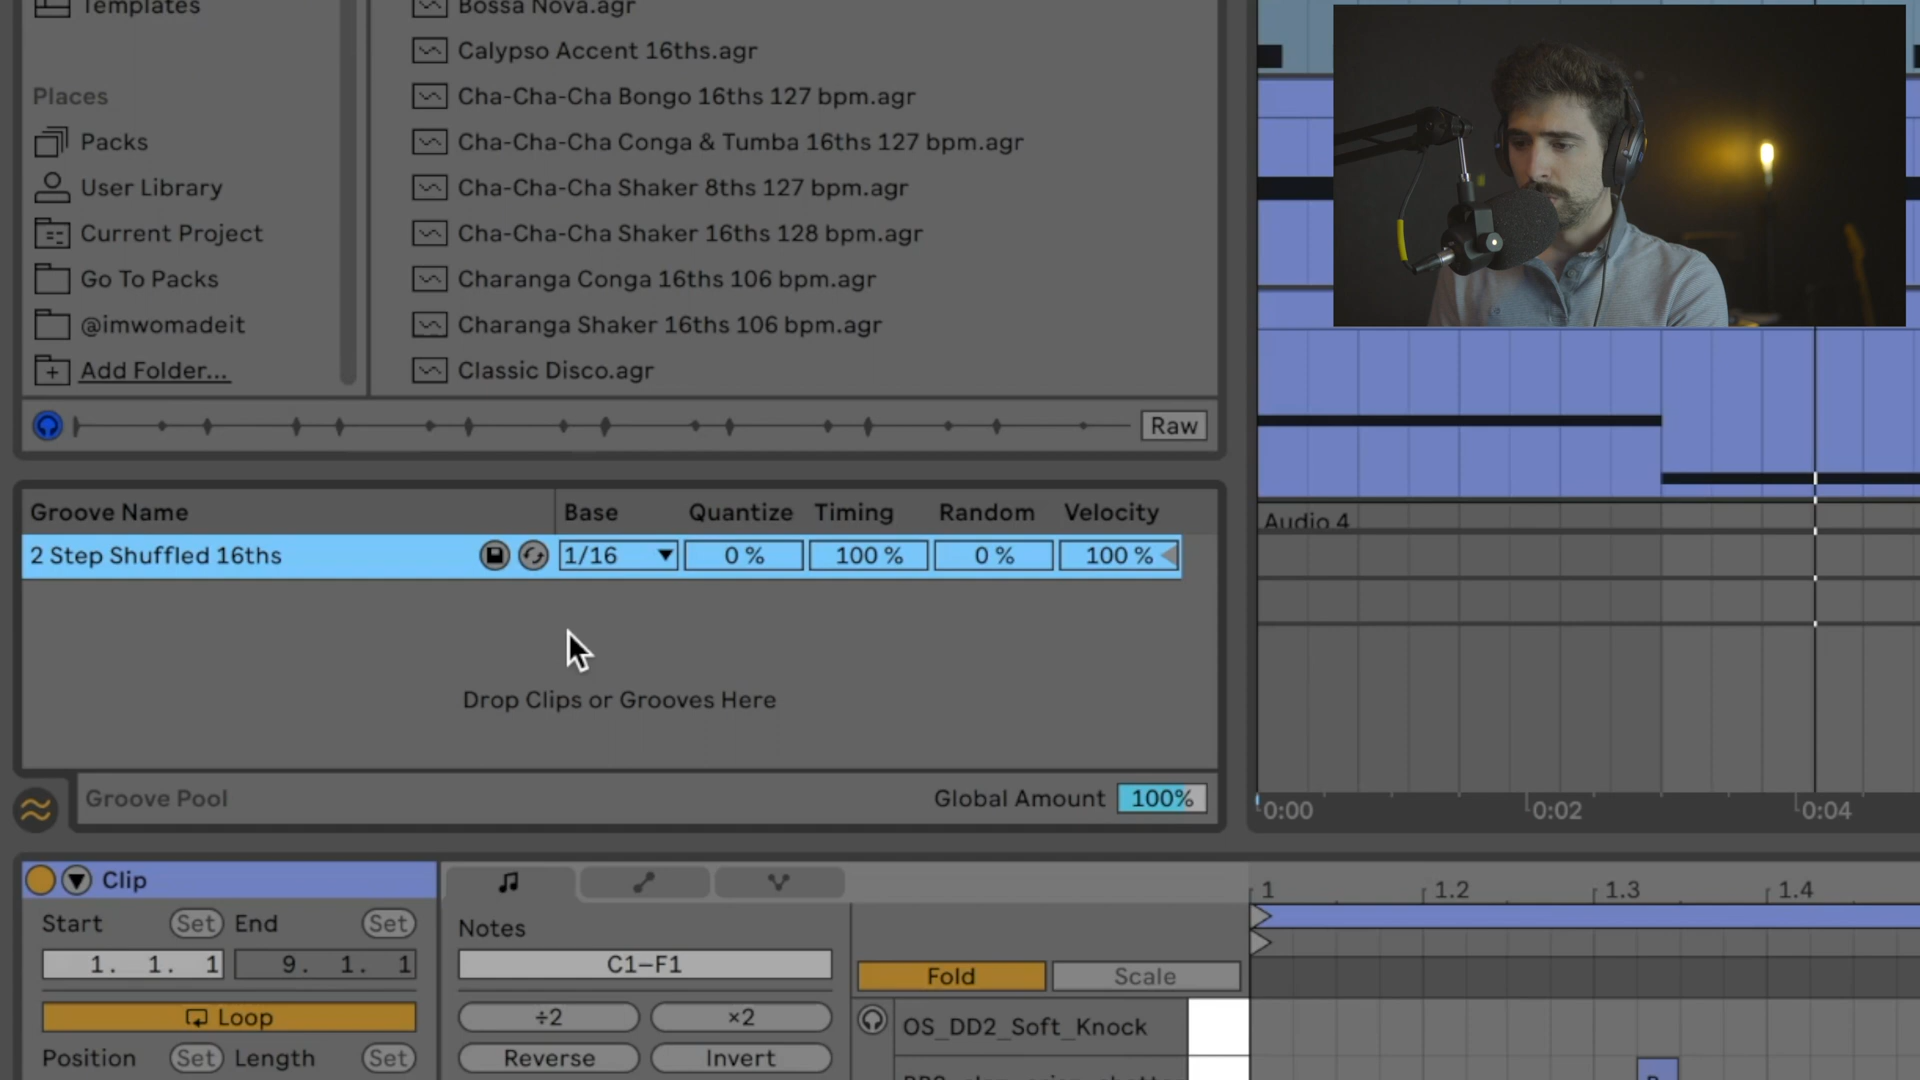 Templates
Places
Packs
User Library
Current Project
Go To Packs
@imwomadeit
Add Folder...
Bossa Nova.agr
Calypso Accent 16ths.agr
Cha-Cha-Cha Bongo 16ths 127 bpm.agr
Cha-Cha-Cha Conga & Tumba 16ths 127 bpm.agr
Cha-Cha-Cha Shaker 8ths 127 bpm.agr
Cha-Cha-Cha Shaker 16ths 128 bpm.agr
Charanga Conga 16ths 106 bpm.agr
Charanga Shaker 16ths 106 bpm.agr
Classic Disco.agr
Raw
Groove Name Base Quantize Timing Random Velocity
2 Step Shuffled 16ths 1/16 0 % 100 % 0 % 100 %
Drop Clips or Grooves Here
Groove Pool Global Amount 100%
Audio 4
0:00 0:02 0:04
Clip
Start Set End Set
1. 1. 1 9. 1. 1
Loop
Position Set Length Set
Notes
C1–F1
÷2 ×2
Reverse Invert
1 1.2 1.3 1.4
Fold Scale
OS_DD2_Soft_Knock